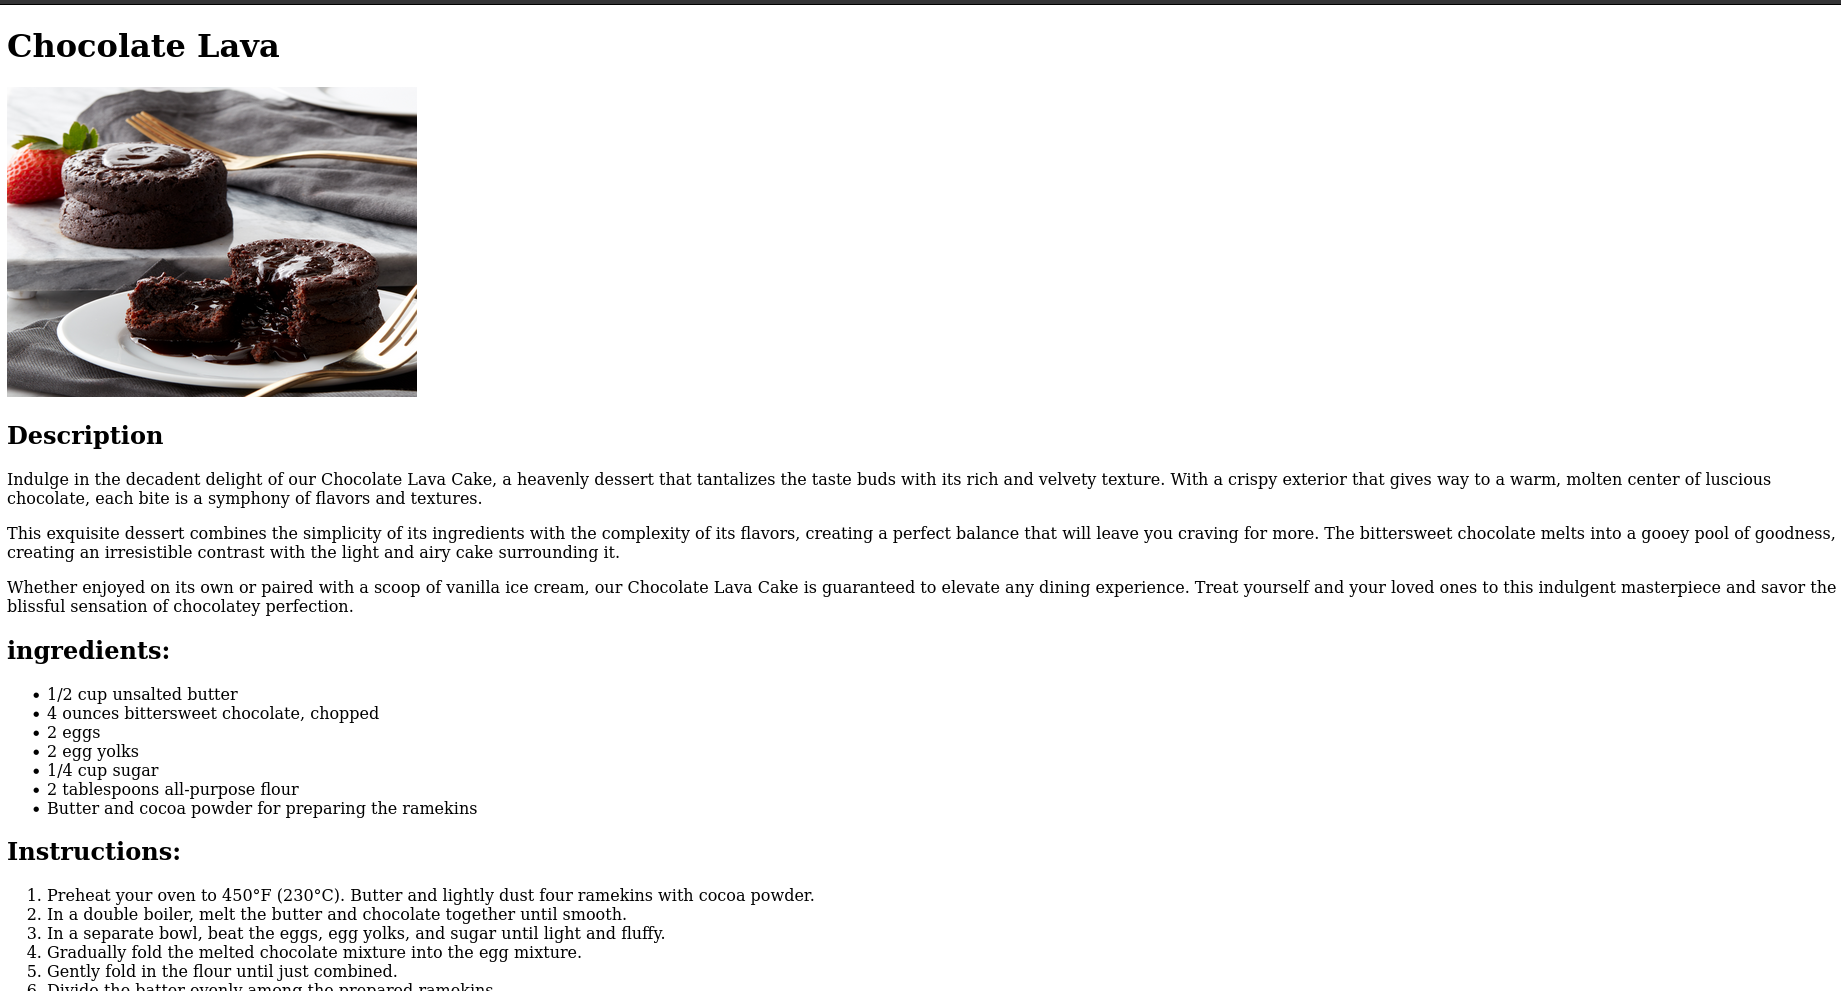 Chocolate Lava
Description
Indulge in the decadent delight of our Chocolate Lava Cake, a heavenly dessert that tantalizes the taste buds with its rich and velvety texture. With a crispy exterior that gives way to a warm, molten center of luscious
chocolate, each bite is a symphony of flavors and textures.
This exquisite dessert combines the simplicity of its ingredients with the complexity of its flavors, creating a perfect balance that will leave you craving for more. The bittersweet chocolate melts into a gooey pool of goodness,
creating an irresistible contrast with the light and airy cake surrounding it.
Whether enjoyed on its own or paired with a scoop of vanilla ice cream, our Chocolate Lava Cake is guaranteed to elevate any dining experience. Treat yourself and your loved ones to this indulgent masterpiece and savor the
blissful sensation of chocolatey perfection.
ingredients:
• 1/2 cup unsalted butter
• 4 ounces bittersweet chocolate, chopped
• 2 eggs
• 2 egg yolks
• 1/4 cup sugar
• 2 tablespoons all-purpose flour
• Butter and cocoa powder for preparing the ramekins
Instructions:
1. Preheat your oven to 450°F (230°C). Butter and lightly dust four ramekins with cocoa powder.
2. In a double boiler, melt the butter and chocolate together until smooth.
3. In a separate bowl, beat the eggs, egg yolks, and sugar until light and fluffy.
4. Gradually fold the melted chocolate mixture into the egg mixture.
5. Gently fold in the flour until just combined.
6. Divide the batter evenly among the prepared ramekins.